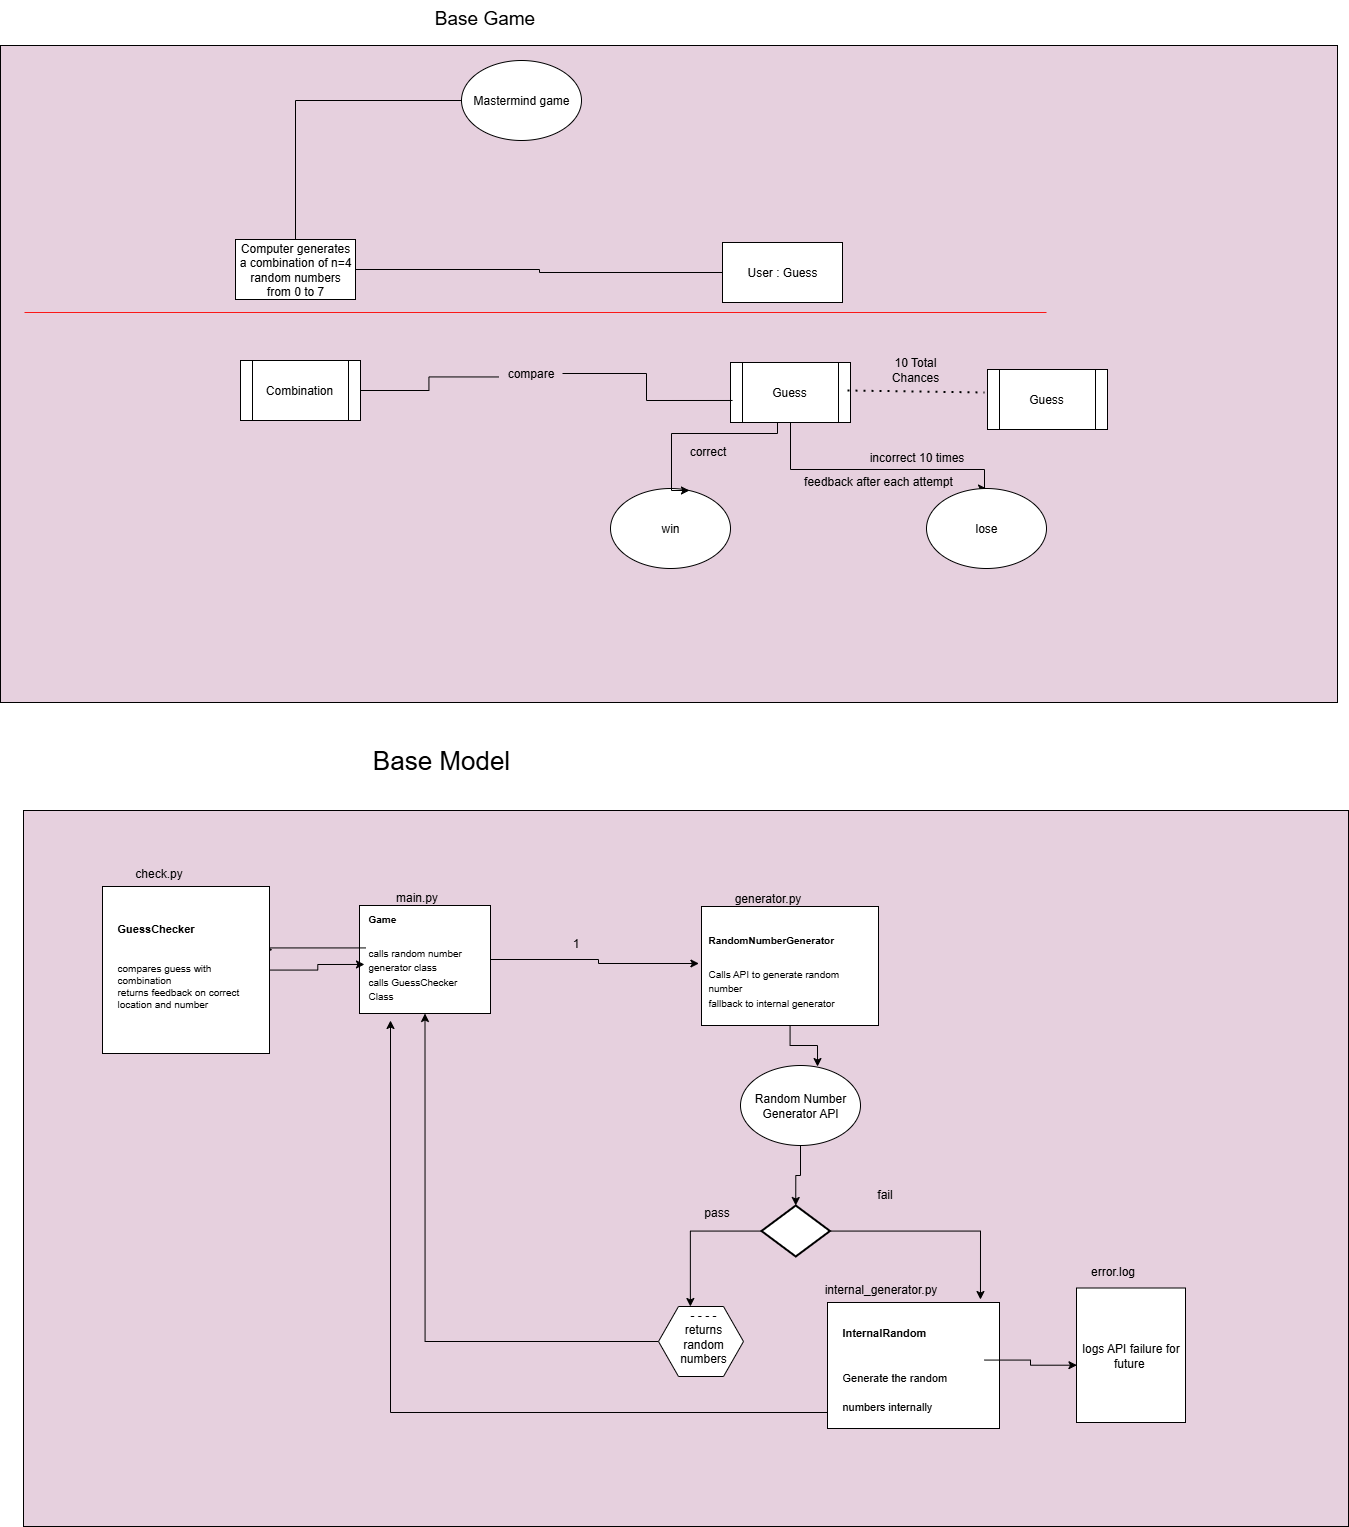 Base Game
Mastermind game
Computer generates
a combination of n=4
random numbers
from 0 to 7
User : Guess
Combination
compare
Guess
10 Total
Chances
Guess
correct
incorrect 10 times
feedback after each attempt
win
lose
Base Model
check.py
GuessChecker
compares guess with
combination
returns feedback on correct
location and number
main.py
Game
calls random number
generator class
calls GuessChecker
Class
1
generator.py
RandomNumberGenerator
Calls API to generate random
number
fallback to internal generator
Random Number
Generator API
pass
fail
- - - -
returns
random
numbers
internal_generator.py
InternalRandom
Generate the random
numbers internally
error.log
logs API failure for
future